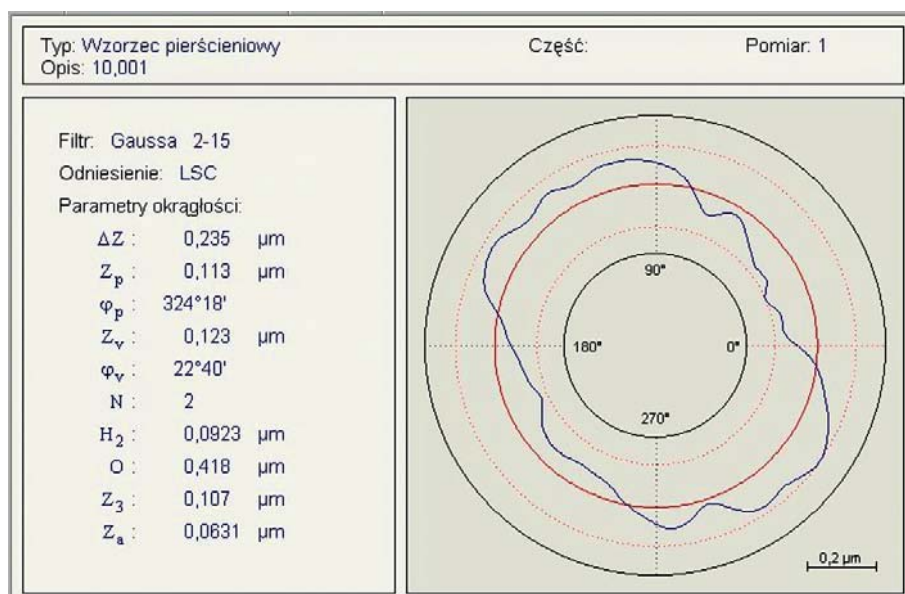 Typ: Wzorzec pierścieniowy Część: Pomiar: 1
Opis: 10,001
Filtr: Gaussa 2-15
Odniesienie: LSC
Parametry okrągłości:
ΔZ : 0,235 µm
Zp : 0,113 µm
φp : 324°18'
Zv : 0,123 µm
φv : 22°40'
N : 2
H2 : 0,0923 µm
O : 0,418 µm
Z3 : 0,107 µm
Za : 0,0631 µm
90°
180° 0°
270°
0,2 µm